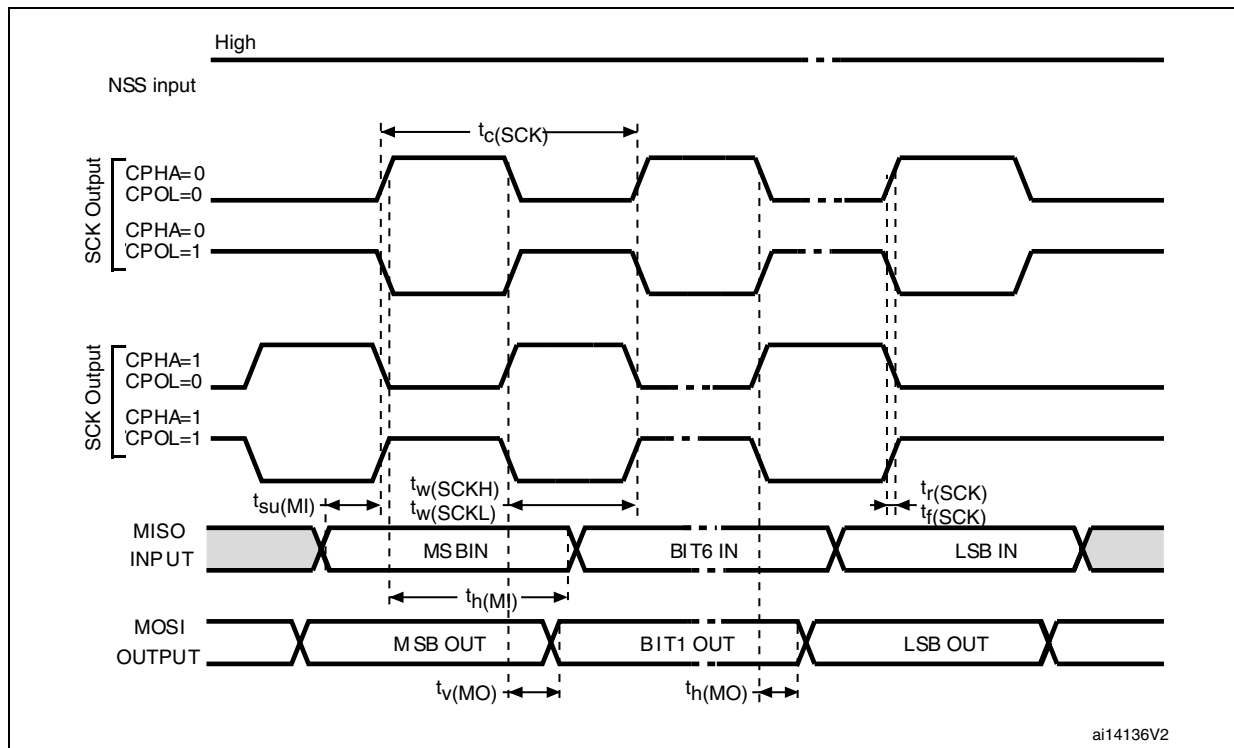 High
NSS input
tc(SCK)
SCK Output
CPHA=0
CPOL=0
CPHA=0
CPOL=1
SCK Output
CPHA=1
CPOL=0
CPHA=1
CPOL=1
tsu(MI)
tw(SCKH)
tw(SCKL)
tr(SCK)
tf(SCK)
MISO
INPUT
MSBIN
BIT6 IN
LSB IN
th(MI)
MOSI
OUTPUT
MSB OUT
BIT1 OUT
LSB OUT
tv(MO)
th(MO)
ai14136V2